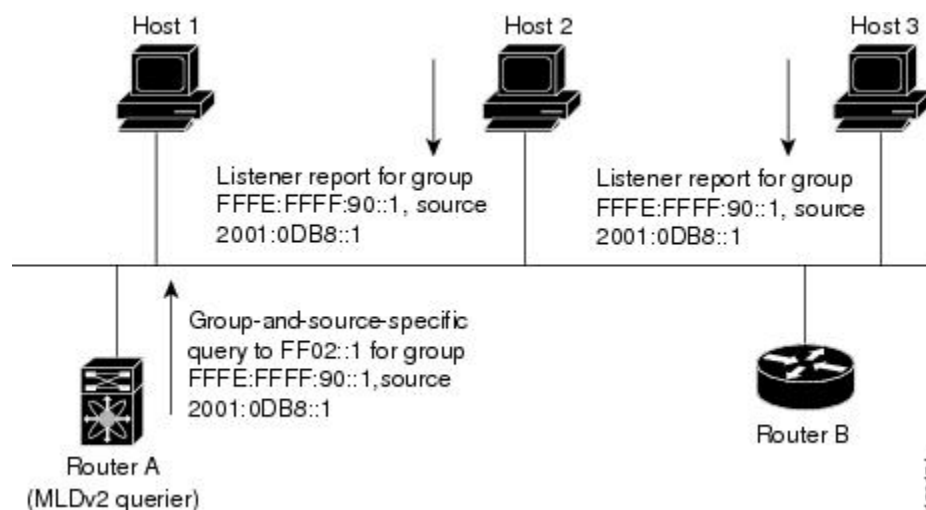 Host 1
Host 2
Host 3
Listener report for group
FFFE:FFFF:90::1, source
2001:0DB8::1
Listener report for group
FFFE:FFFF:90::1, source
2001:0DB8::1
Group-and-source-specific
query to FF02::1 for group
FFFE:FFFF:90::1,source
2001:0DB8::1
Router A
(MLDv2 querier)
Router B